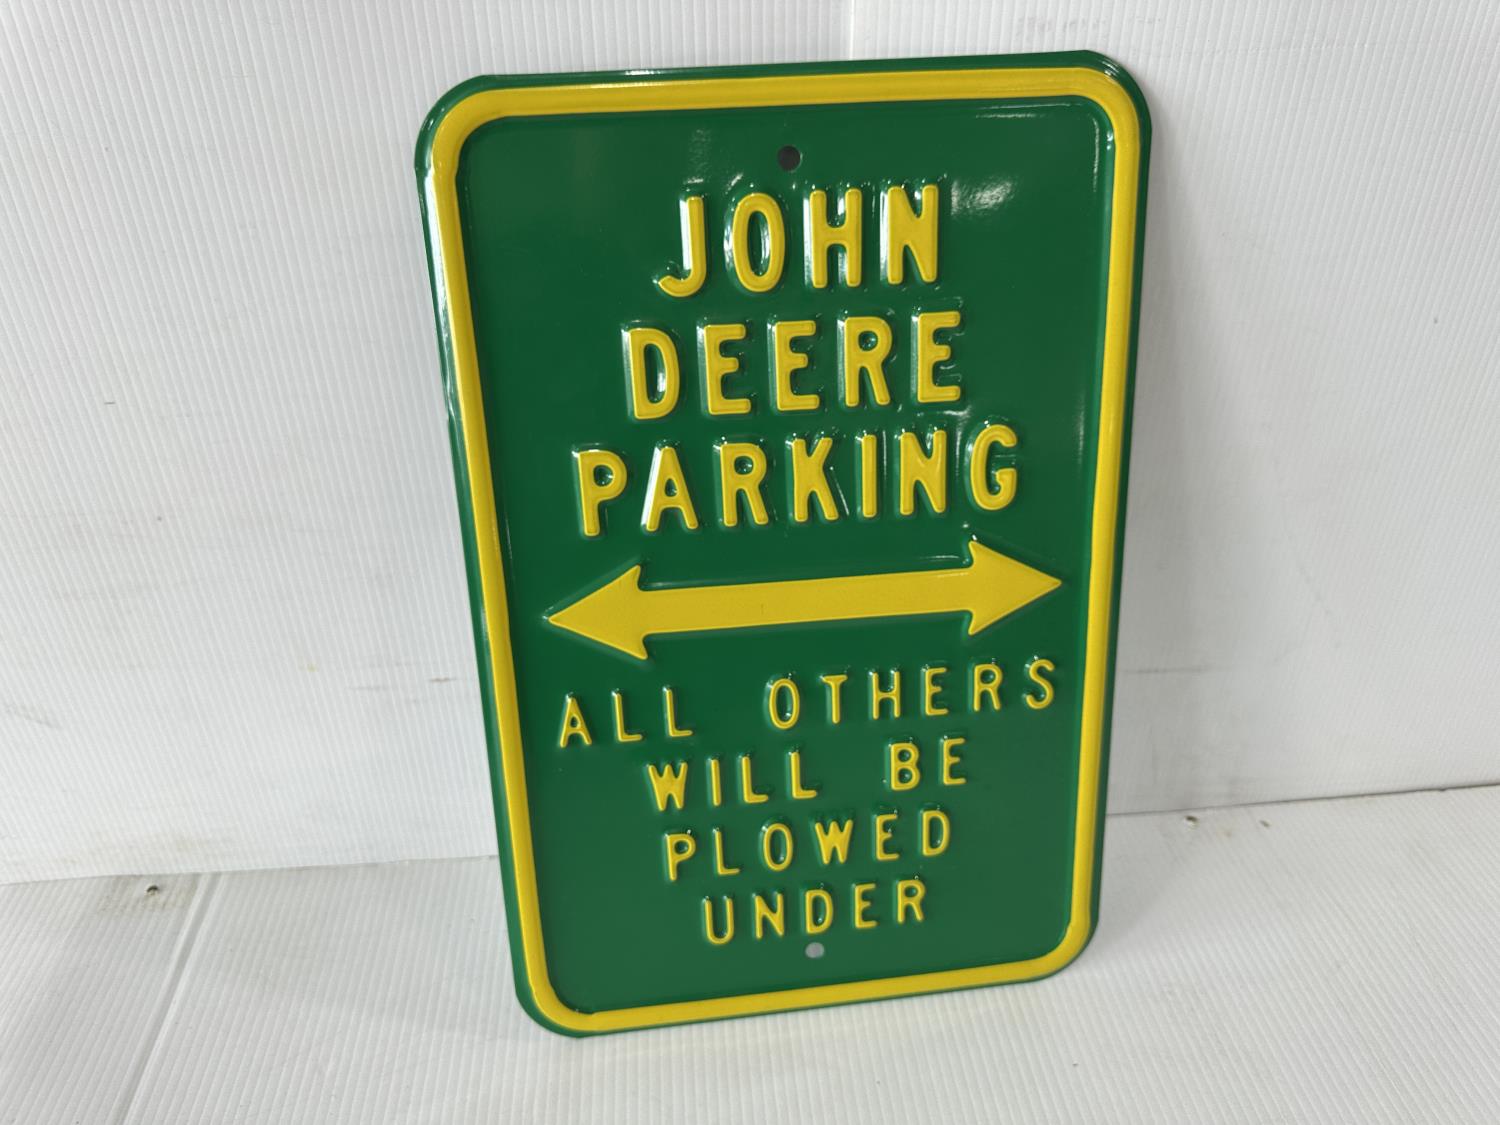 JOHN
DEERE
PARKING
ALL OTHERS
WILL BE
PLOWED
UNDER